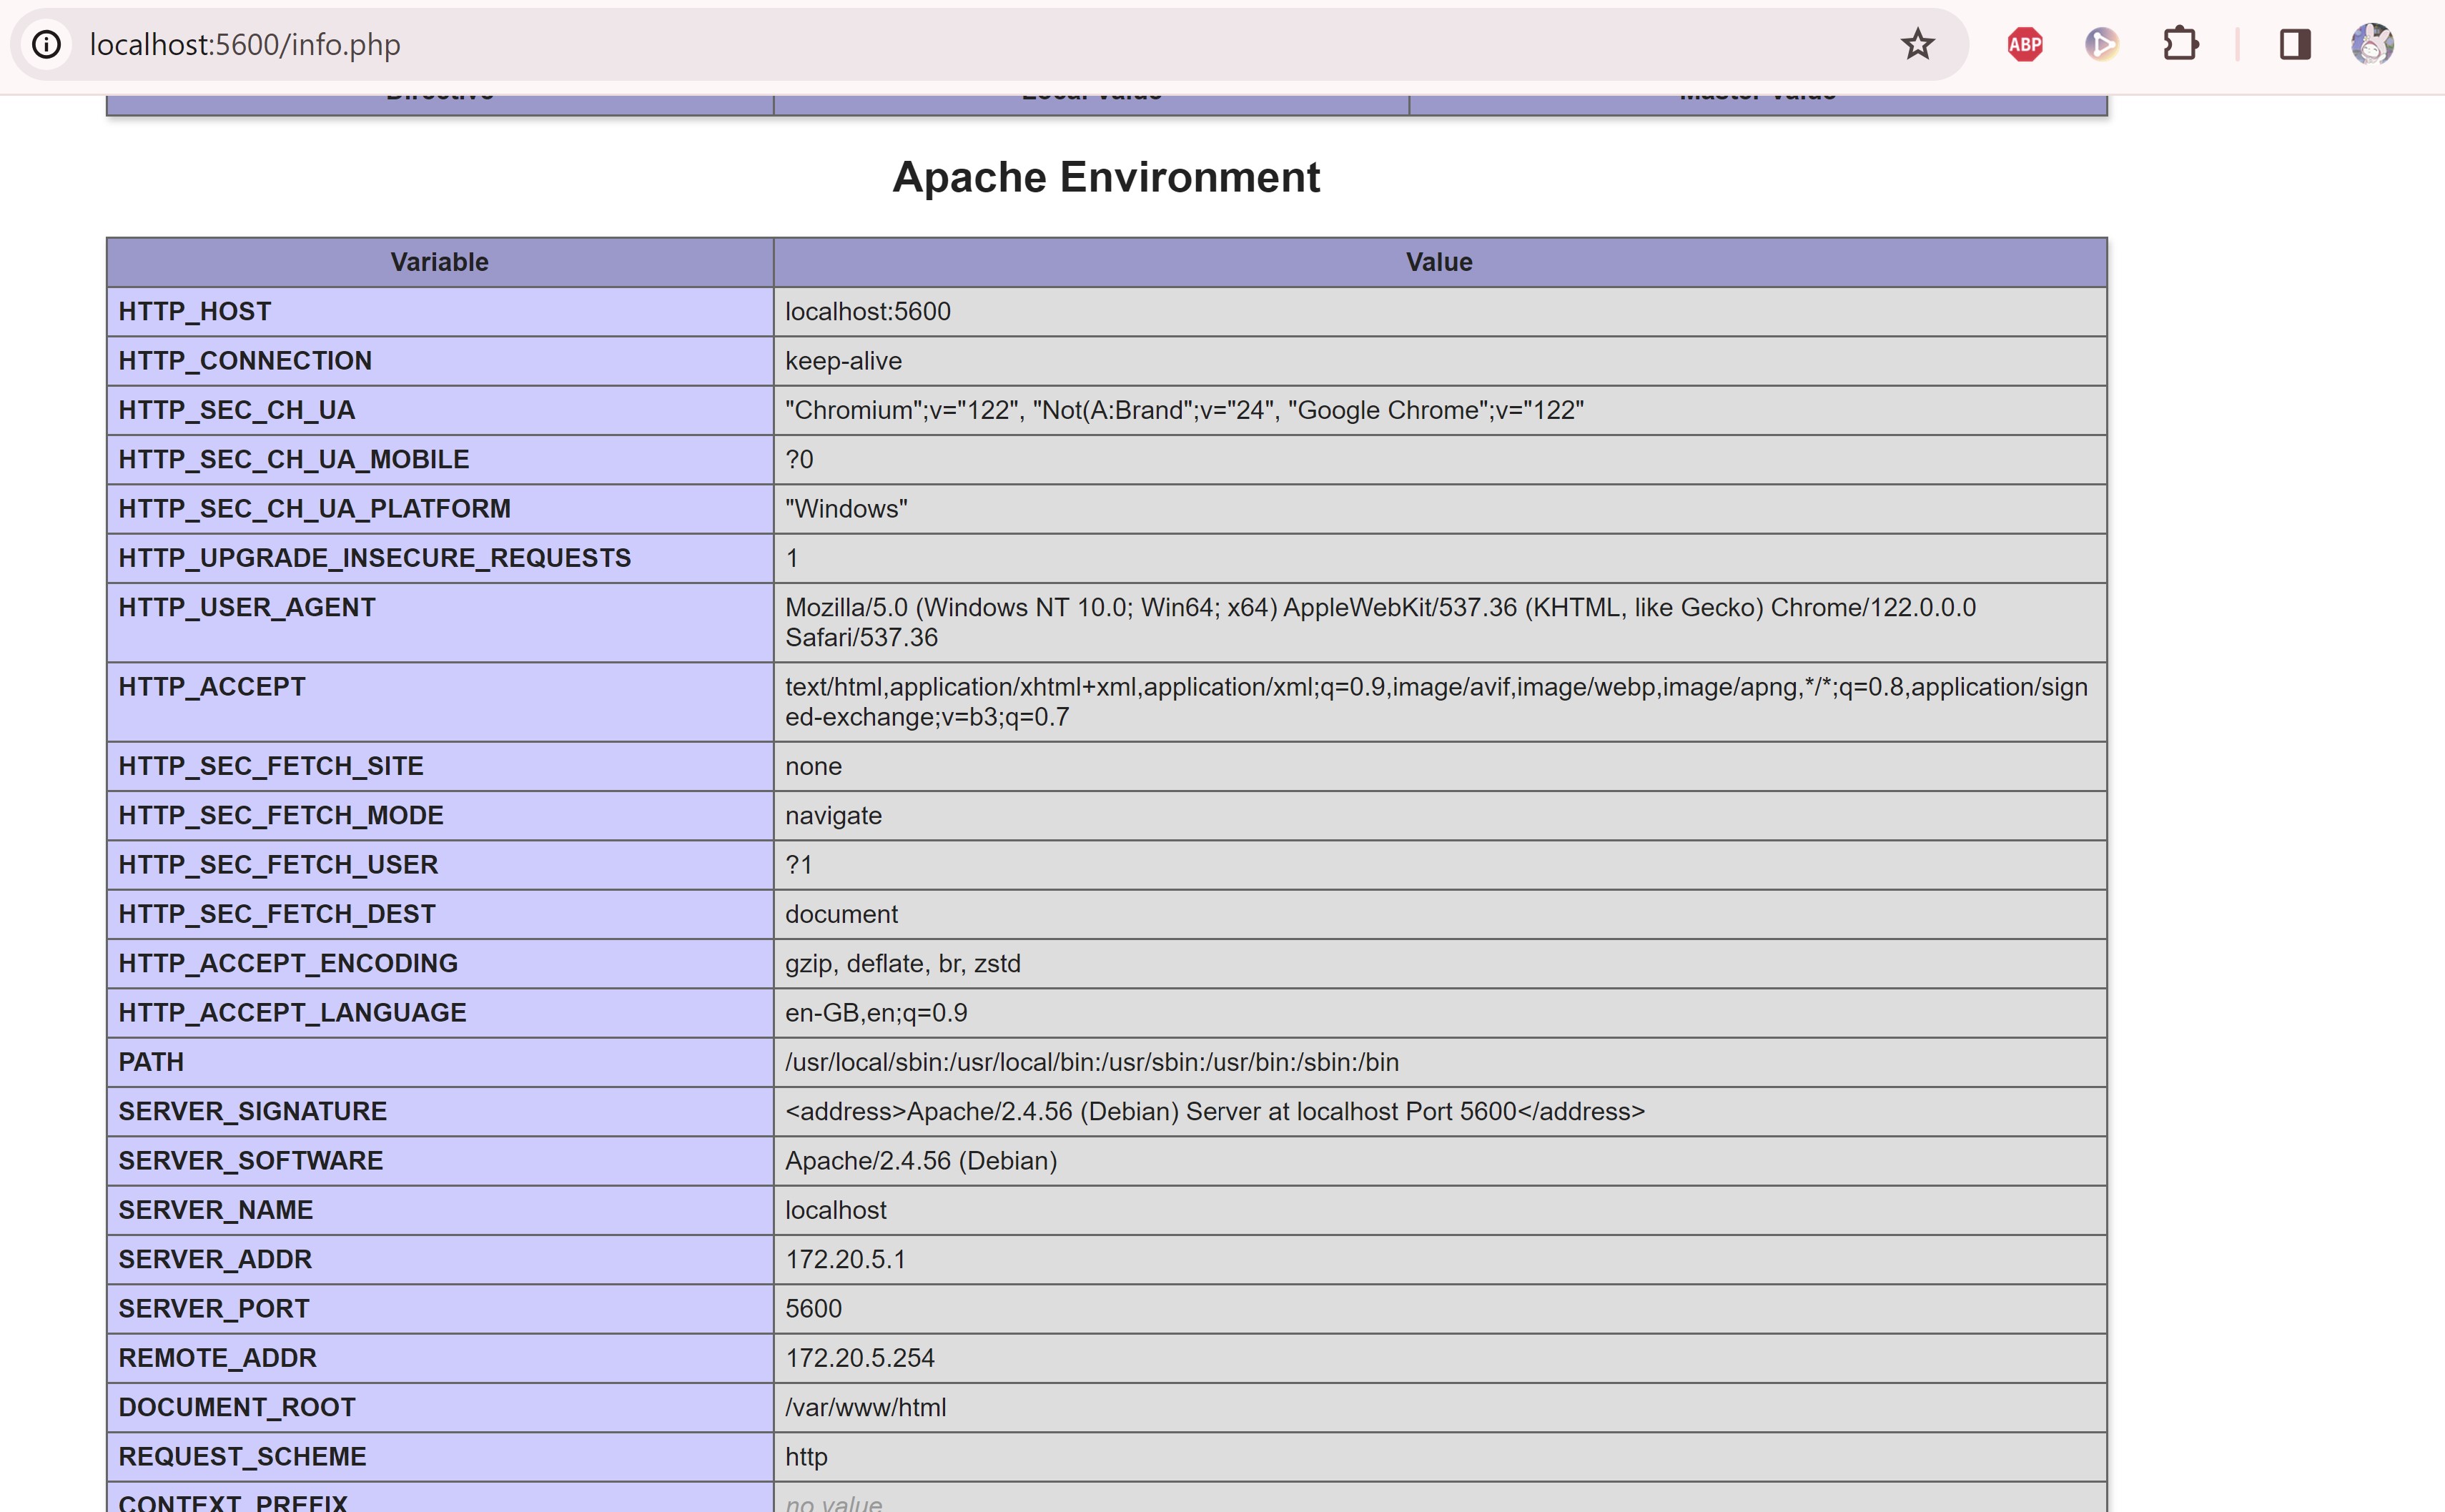 localhost:5600/info.php
ABP
Directive Local Value Master Value
Apache Environment
Variable Value
HTTP_HOST localhost:5600
HTTP_CONNECTION keep-alive
HTTP_SEC_CH_UA "Chromium";v="122", "Not(A:Brand";v="24", "Google Chrome";v="122"
HTTP_SEC_CH_UA_MOBILE ?0
HTTP_SEC_CH_UA_PLATFORM "Windows"
HTTP_UPGRADE_INSECURE_REQUESTS 1
HTTP_USER_AGENT Mozilla/5.0 (Windows NT 10.0; Win64; x64) AppleWebKit/537.36 (KHTML, like Gecko) Chrome/122.0.0.0
Safari/537.36
HTTP_ACCEPT text/html,application/xhtml+xml,application/xml;q=0.9,image/avif,image/webp,image/apng,*/*;q=0.8,application/sign
ed-exchange;v=b3;q=0.7
HTTP_SEC_FETCH_SITE none
HTTP_SEC_FETCH_MODE navigate
HTTP_SEC_FETCH_USER ?1
HTTP_SEC_FETCH_DEST document
HTTP_ACCEPT_ENCODING gzip, deflate, br, zstd
HTTP_ACCEPT_LANGUAGE en-GB,en;q=0.9
PATH /usr/local/sbin:/usr/local/bin:/usr/sbin:/usr/bin:/sbin:/bin
SERVER_SIGNATURE <address>Apache/2.4.56 (Debian) Server at localhost Port 5600</address>
SERVER_SOFTWARE Apache/2.4.56 (Debian)
SERVER_NAME localhost
SERVER_ADDR 172.20.5.1
SERVER_PORT 5600
REMOTE_ADDR 172.20.5.254
DOCUMENT_ROOT /var/www/html
REQUEST_SCHEME http
CONTEXT_PREFIX no value